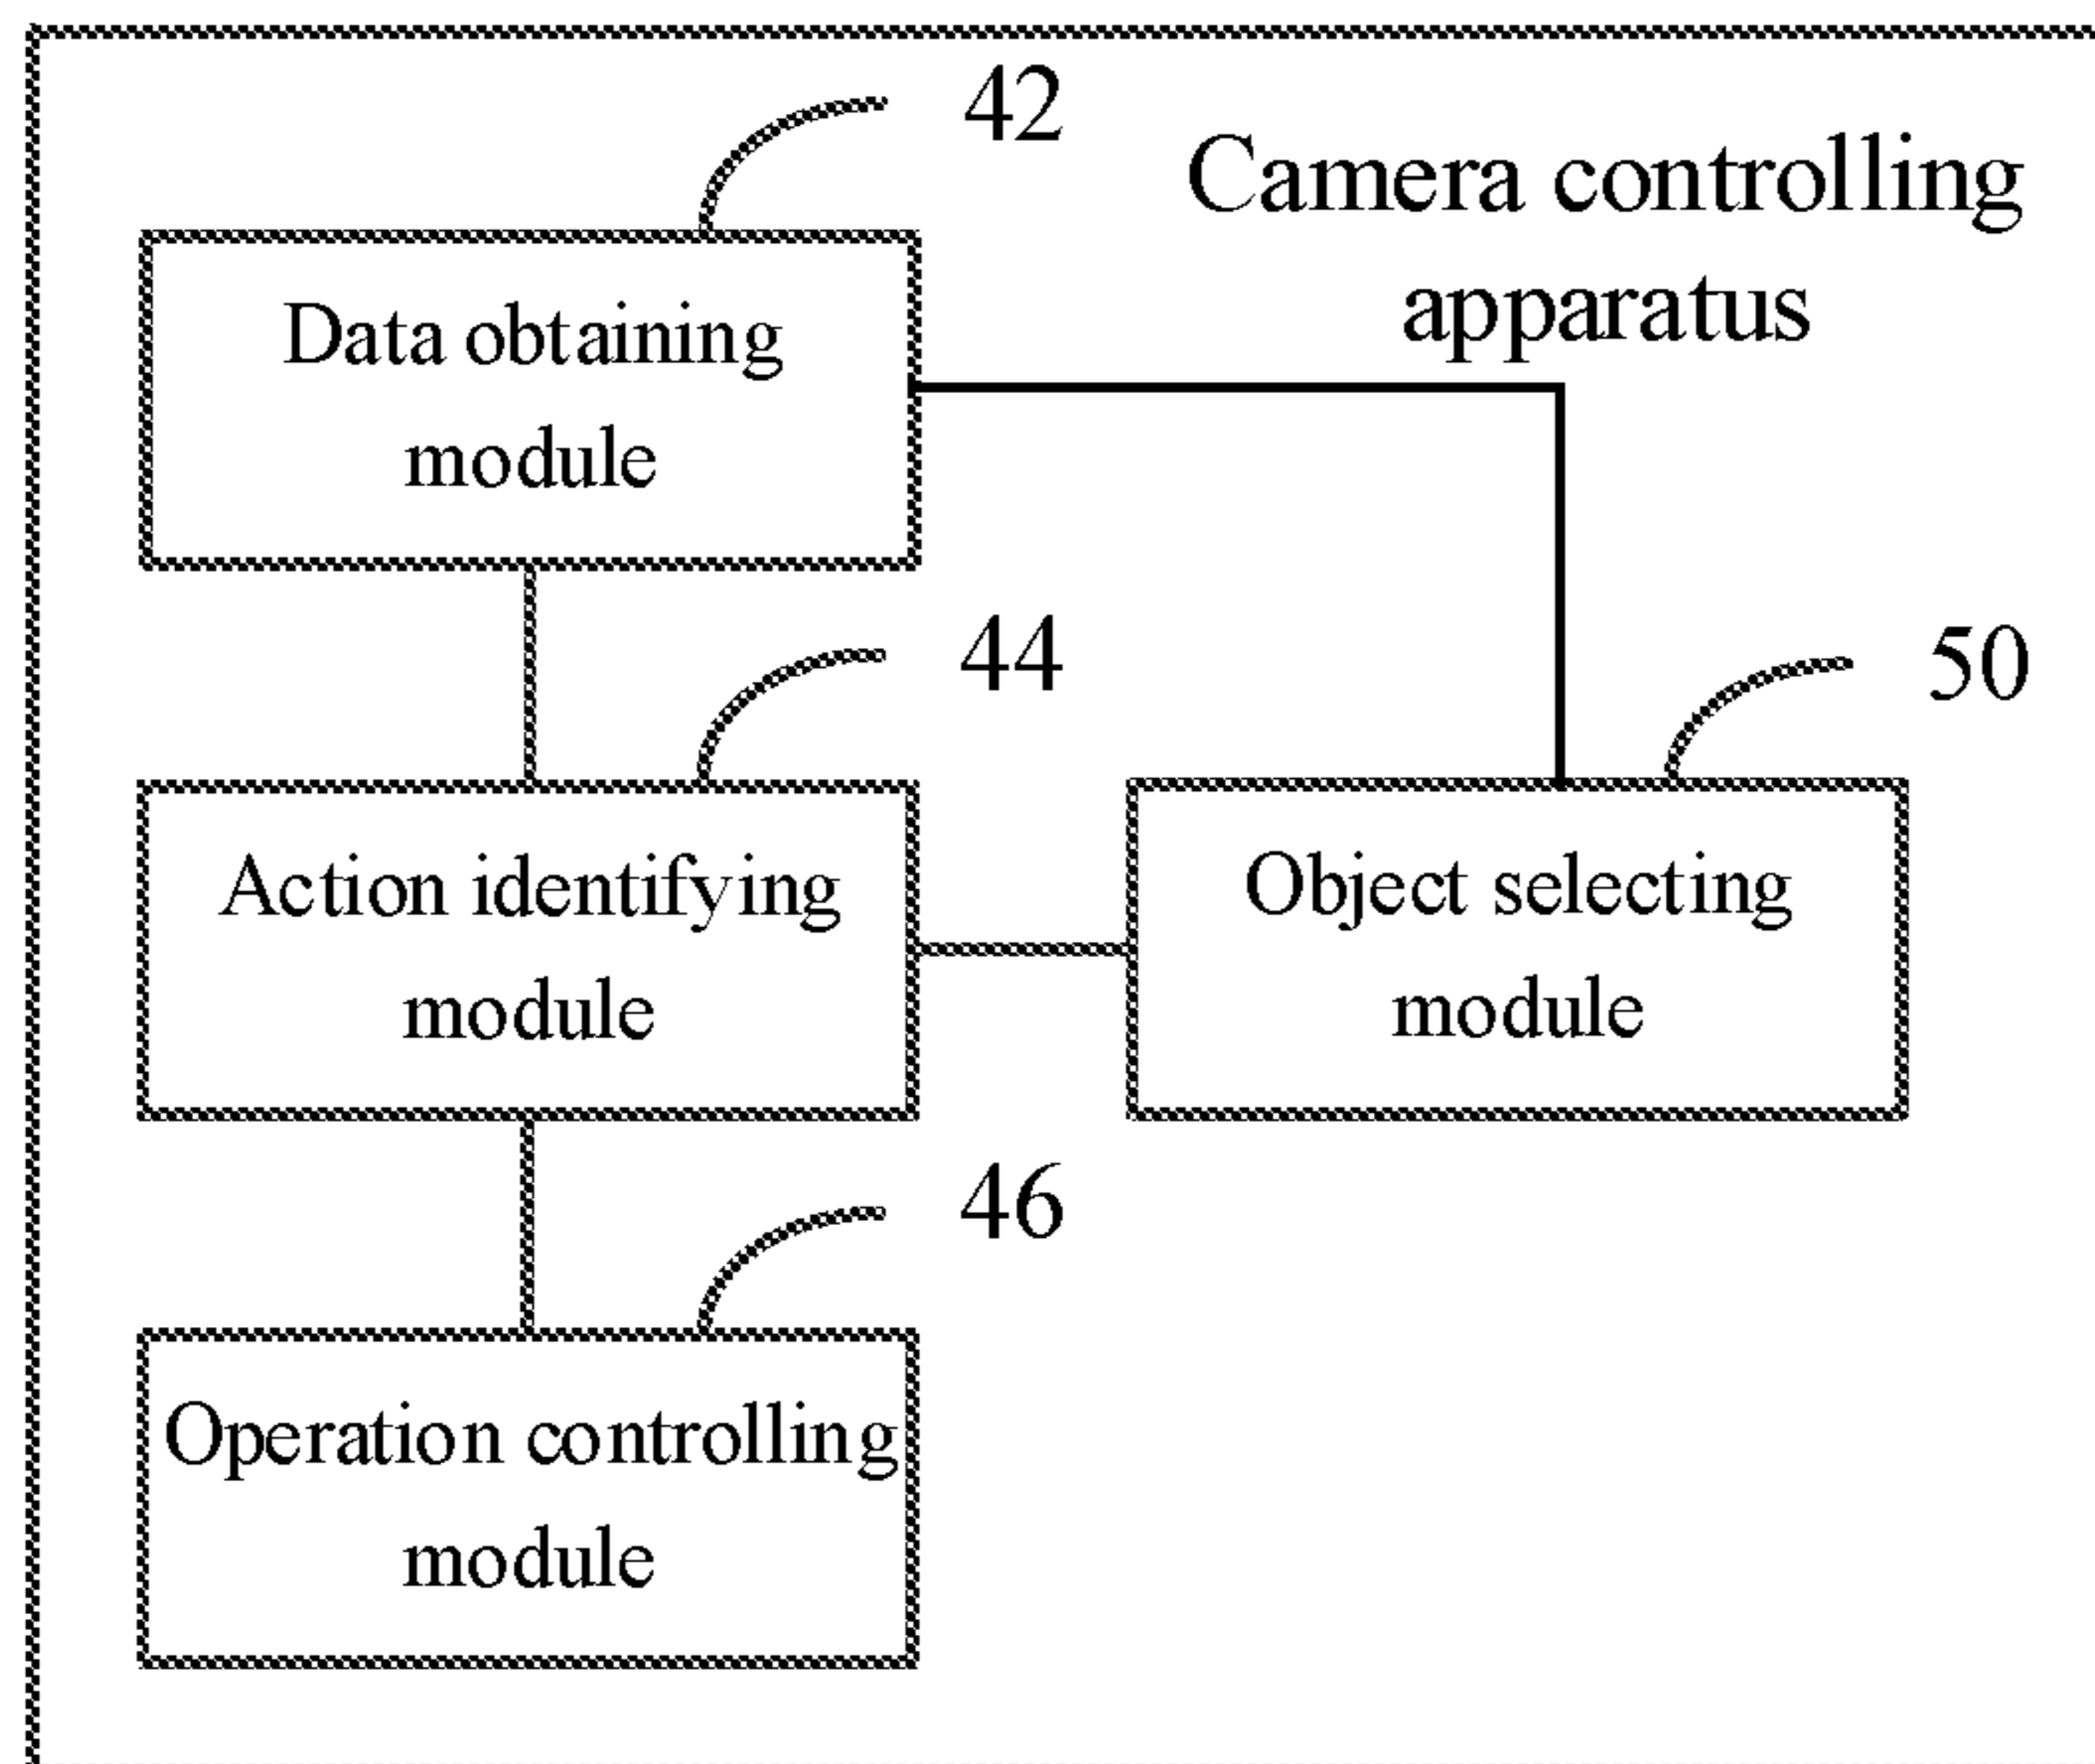 42
Camera controlling
apparatus
Data obtaining
module
44
50
Action identifying
module
Object selecting
module
46
Operation controlling
module